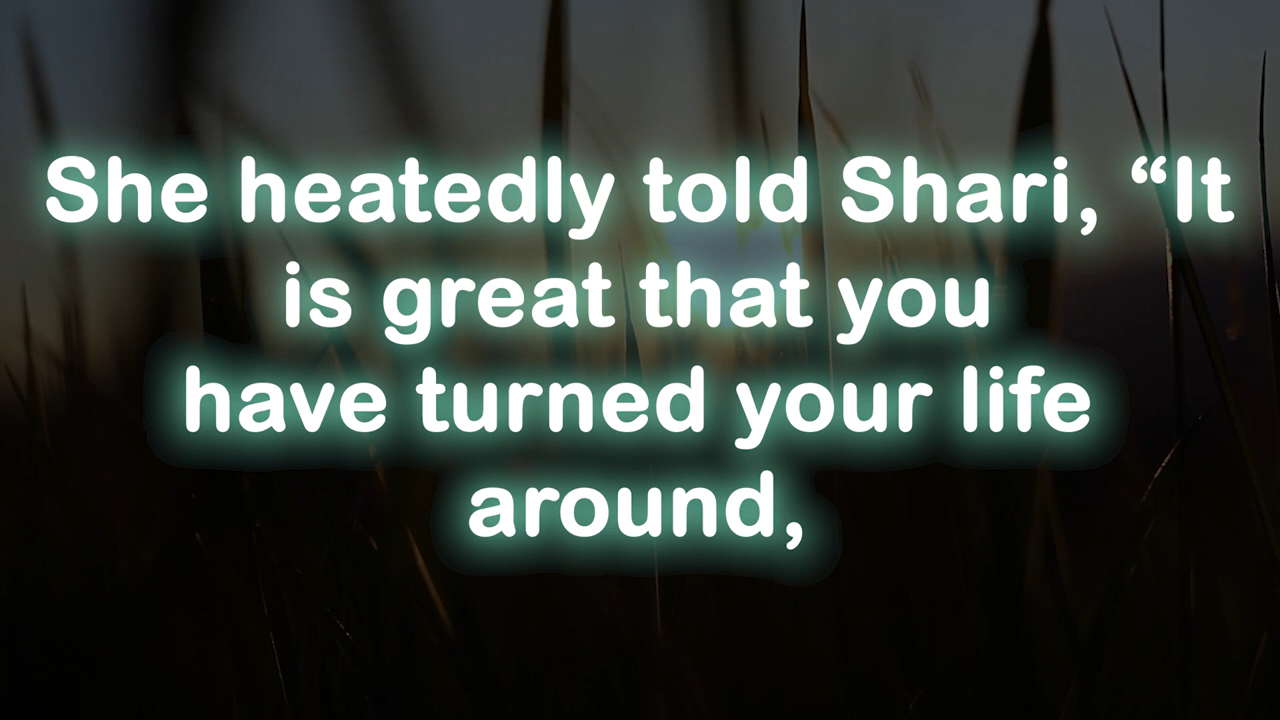 She heatedly told Shari, “It
is great that you
have turned your life
around,